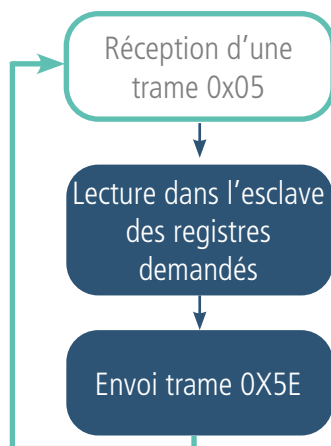 Réception d’une
trame 0x05
Lecture dans l’esclave
des registres
demandés
Envoi trame 0X5E